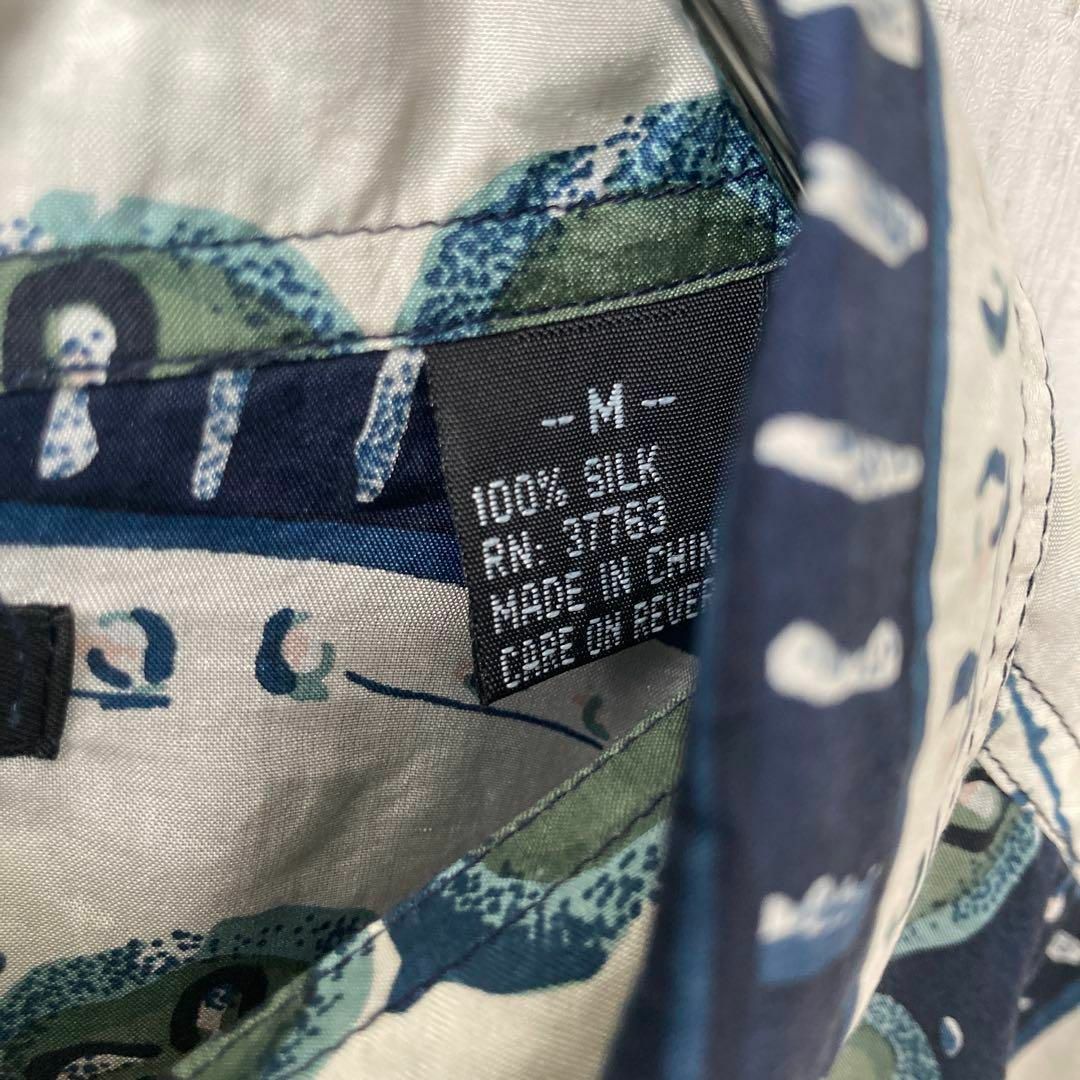 - M -
100% SILK
RN: 37763
MADE IN CHIN
CARE ON REVER